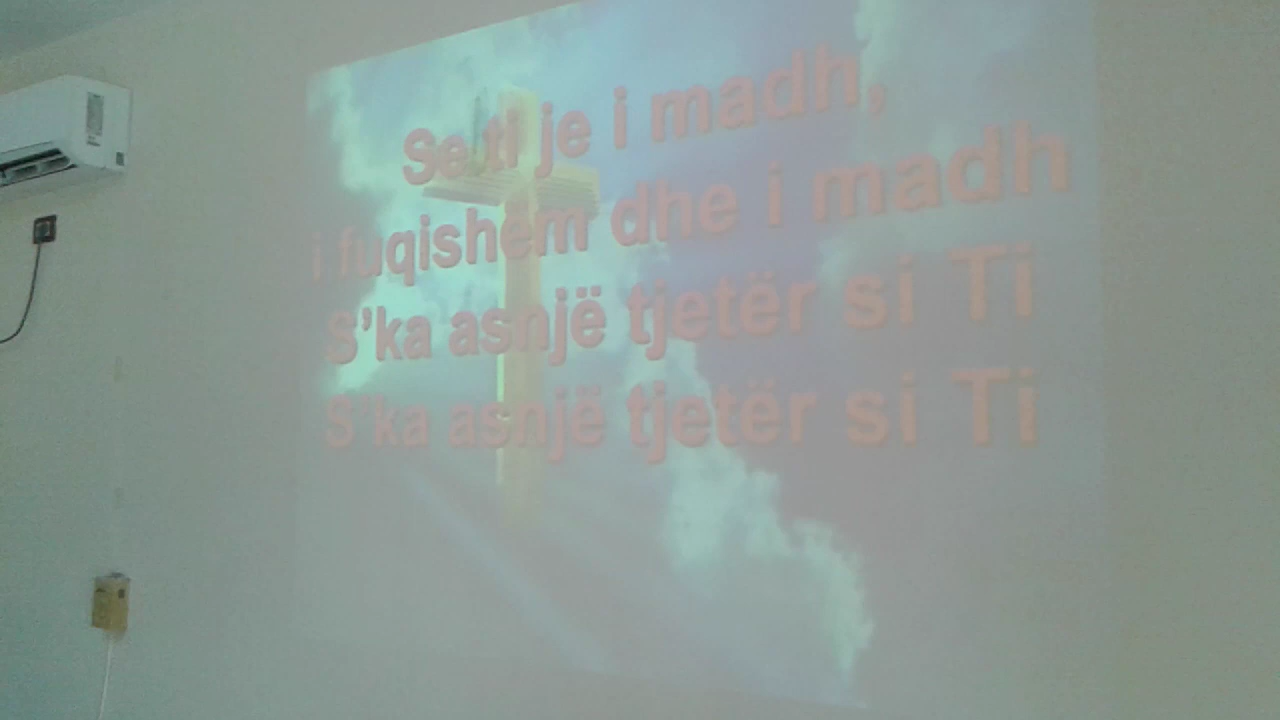 Se ti je i madh,
i fuqishem dhe i madh
S'ka asnjë tjetër si Ti
S'ka asnjë tjetër si Ti